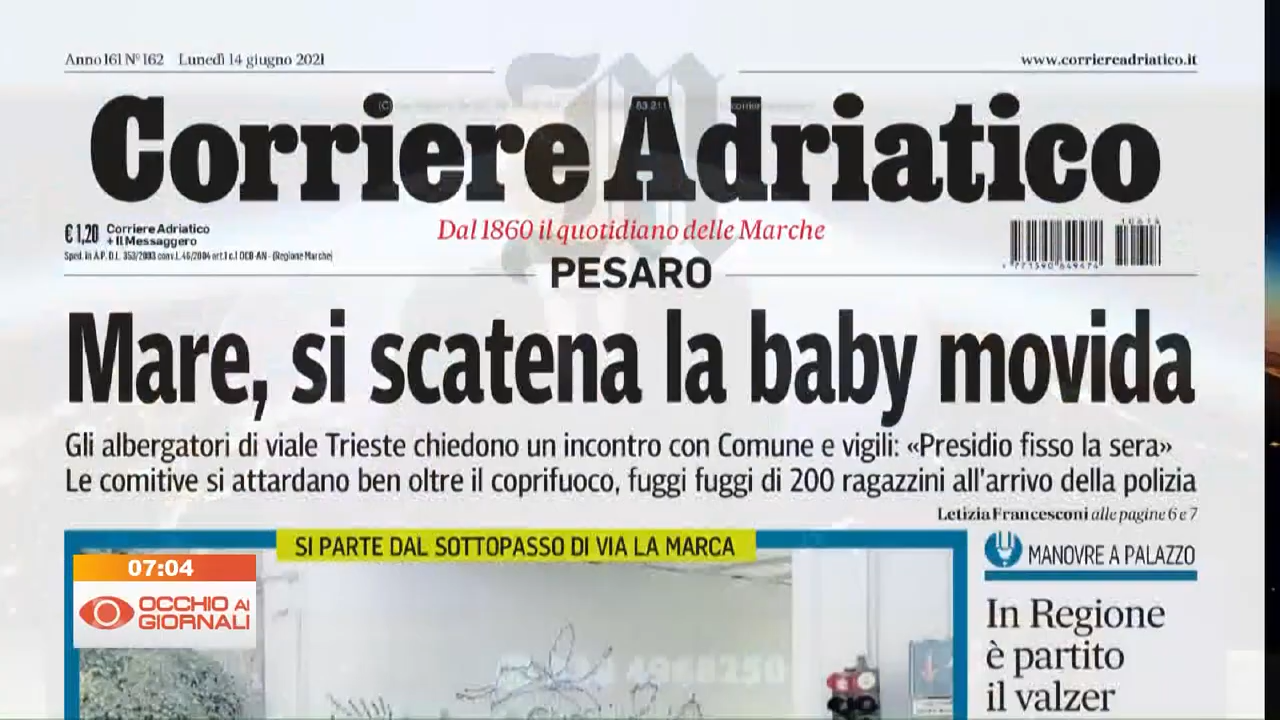 Anno 161 N° 162 Lunedì 14 giugno 2021
www.corriereadriatico.it
Corriere Adriatico
€ 1,20 Corriere Adriatico
+ Il Messaggero
Dal 1860 il quotidiano delle Marche
PESARO
Mare, si scatena la baby movida
Gli albergatori di viale Trieste chiedono un incontro con Comune e vigili: «Presidio fisso la sera»
Le comitive si attardano ben oltre il coprifuoco, fuggi fuggi di 200 ragazzini all'arrivo della polizia
Letizia Francesconi alle pagine 6 e 7
SI PARTE DAL SOTTOPASSO DI VIA LA MARCA
MANOVRE A PALAZZO
In Regione
è partito
il valzer
07:04
OCCHIO AI
GIORNALI